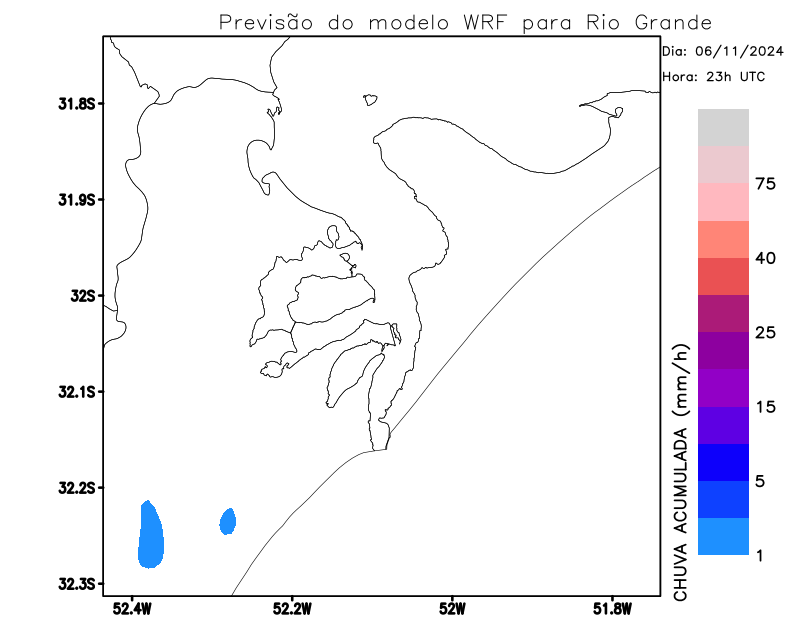 Previsão do modelo WRF para Rio Grande
Dia: 06/11/2024
Hora: 23h UTC
31.8S
31.9S
32S
32.1S
32.2S
32.3S
52.4W
52.2W
52W
51.8W
75
40
25
15
5
1
CHUVA ACUMULADA (mm/h)